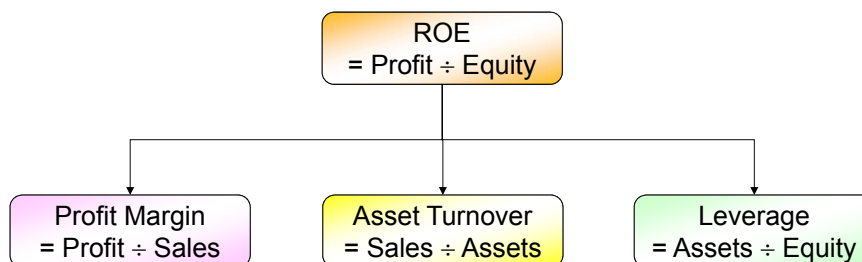 ROE
= Profit ÷ Equity
Profit Margin
= Profit ÷ Sales
Asset Turnover
= Sales ÷ Assets
Leverage
= Assets ÷ Equity